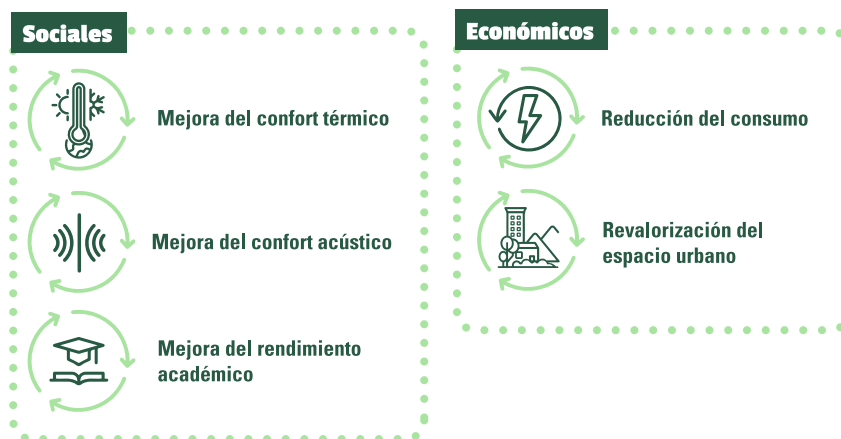 Sociales
Mejora del confort térmico
Mejora del confort acústico
Mejora del rendimiento
académico
Económicos
Reducción del consumo
Revalorización del
espacio urbano